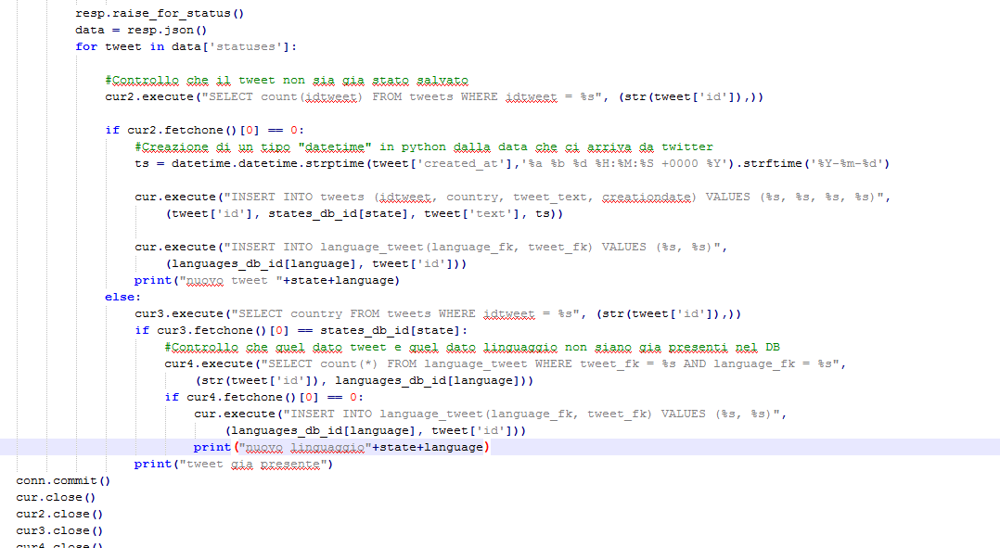 resp.raise_for_status()
data = resp.json()
for tweet in data['statuses']:
#Controllo che il tweet non sia gia stato salvato
cur2.execute("SELECT count(idtweet) FROM tweets WHERE idtweet = %s", (str(tweet['id']),))
if cur2.fetchone()[0] == 0:
#Creazione di un tipo "datetime" in python dalla data che ci arriva da twitter
ts = datetime.datetime.strptime(tweet['created_at'],'%a %b %d %H:%M:%S +0000 %Y').strftime('%Y-%m-%d')
cur.execute("INSERT INTO tweets (idtweet, country, tweet_text, creationdate) VALUES (%s, %s, %s, %s)",
(tweet['id'], states_db_id[state], tweet['text'], ts))
cur.execute("INSERT INTO language_tweet(language_fk, tweet_fk) VALUES (%s, %s)",
(languages_db_id[language], tweet['id']))
print("nuovo tweet "+state+language)
else:
cur3.execute("SELECT country FROM tweets WHERE idtweet = %s", (str(tweet['id']),))
if cur3.fetchone()[0] == states_db_id[state]:
#Controllo che quel dato tweet e quel dato linguaggio non siano gia presenti nel DB
cur4.execute("SELECT count(*) FROM language_tweet WHERE tweet_fk = %s AND language_fk = %s",
(str(tweet['id']), languages_db_id[language]))
if cur4.fetchone()[0] == 0:
cur.execute("INSERT INTO language_tweet(language_fk, tweet_fk) VALUES (%s, %s)",
(languages_db_id[language], tweet['id']))
print("nuovo linguaggio"+state+language)
print("tweet gia presente")
conn.commit()
cur.close()
cur2.close()
cur3.close()
cur4.close()